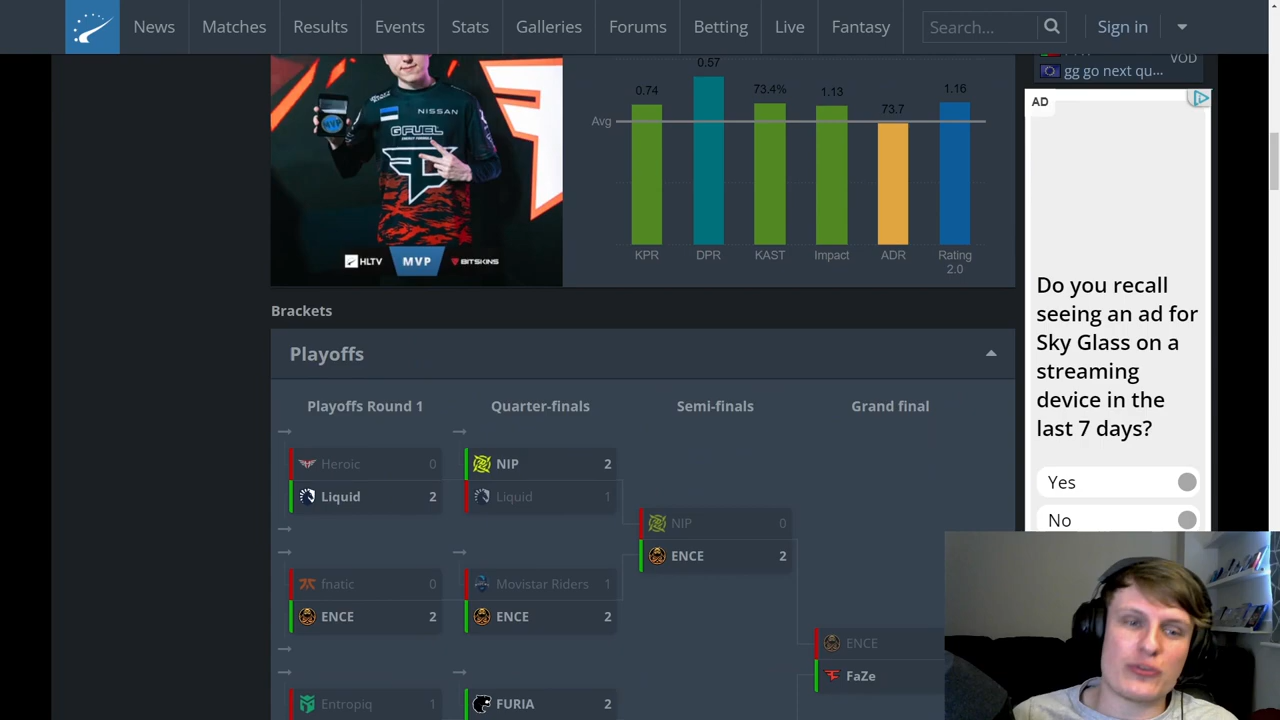 News Matches Results Events Stats Galleries Forums Betting Live Fantasy Search... Sign in
VOD
gg go next qu...
AD
0.57
0.74
73.4%
1.13
1.16
Avg
73.7
NISSAN
G FUEL
ENERGY FORMULA
HLTV MVP BITSKINS
KPR DPR KAST Impact ADR Rating
2.0
Do you recall
seeing an ad for
Sky Glass on a
streaming
device in the
last 7 days?
Yes
No
Brackets
Playoffs
Playoffs Round 1 Quarter-finals Semi-finals Grand final
Heroic 0 NIP 2
Liquid 2 Liquid 1
NIP 0
ENCE 2
fnatic 0 Movistar Riders 1
ENCE 2 ENCE 2
ENCE
FaZe
Entropiq 1 FURIA 2